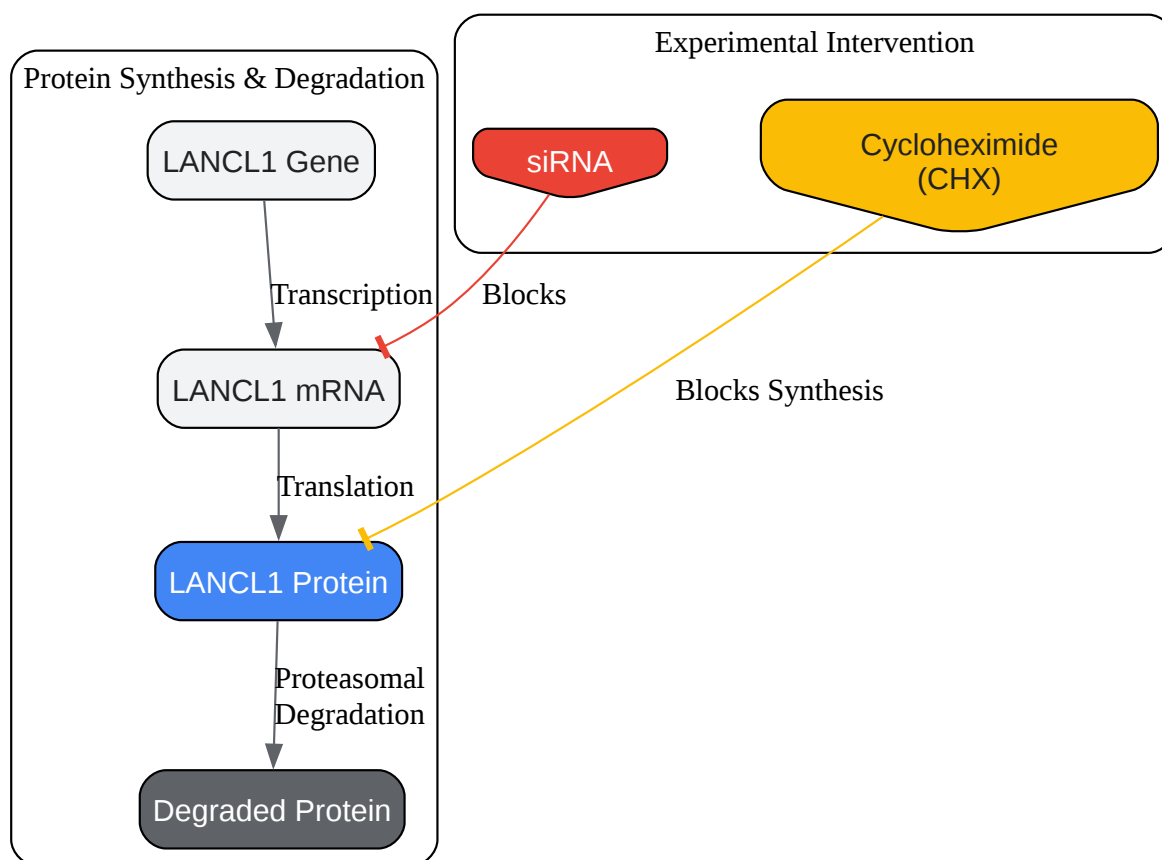 Experimental Intervention
Protein Synthesis & Degradation
LANCL1 Gene
siRNA
Cycloheximide
(CHX)
Transcription
Blocks
LANCL1 mRNA
Blocks Synthesis
Translation
LANCL1 Protein
Proteasomal
Degradation
Degraded Protein